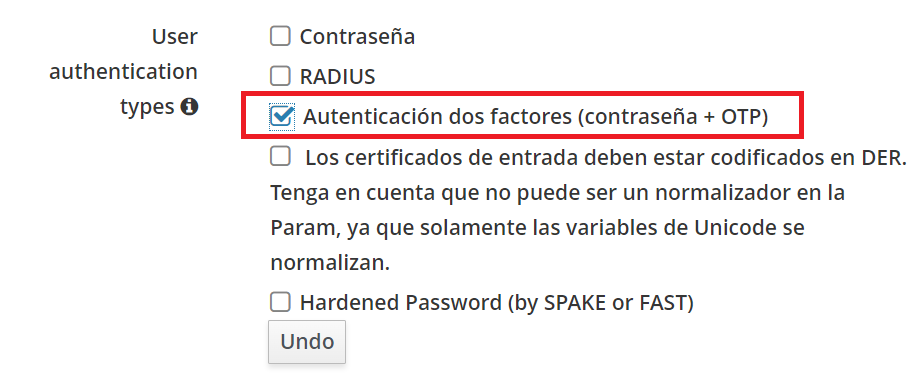 User
authentication
types
Contraseña
RADIUS
Autenticación dos factores (contraseña + OTP)
Los certificados de entrada deben estar codificados en DER.
Tenga en cuenta que no puede ser un normalizador en la
Param, ya que solamente las variables de Unicode se
normalizan.
Hardened Password (by SPAKE or FAST)
Undo